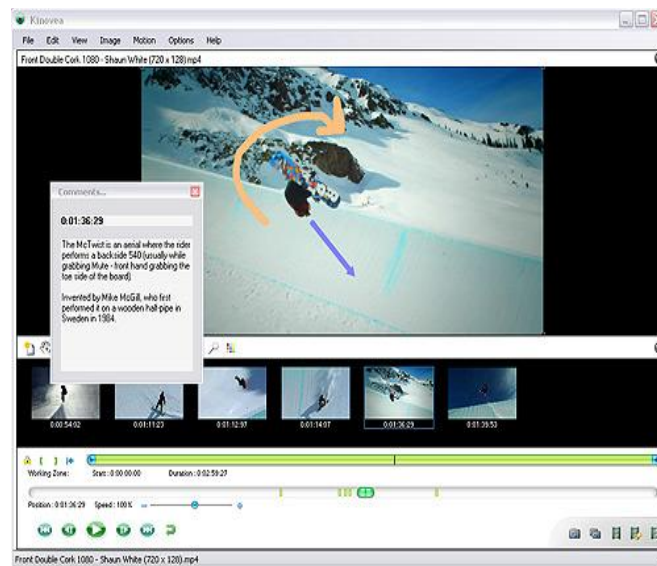 Kinovea
File Edit View Image Motion Options Help
Front Double Cork 1080 - Shaun White (720 x 128).mp4
Comments...
0:01:36:29
The McTwist is an aerial where the rider
performs a backside 540 (usually while
grabbing Mute - front hand grabbing the
toe side of the board)
Invented by Mike McGill, who first
performed it on a wooden half-pipe in
Sweden in 1984.
0:00:54:02 0:01:11:23 0:01:12:97 0:01:14:07 0:01:36:29 0:01:39:53
Working Zone: Start : 0:00:00:00 Duration : 0:02:59:27
Position : 0:01:36:29 Speed : 100%
Front Double Cork 1080 - Shaun White (720 x 128).mp4